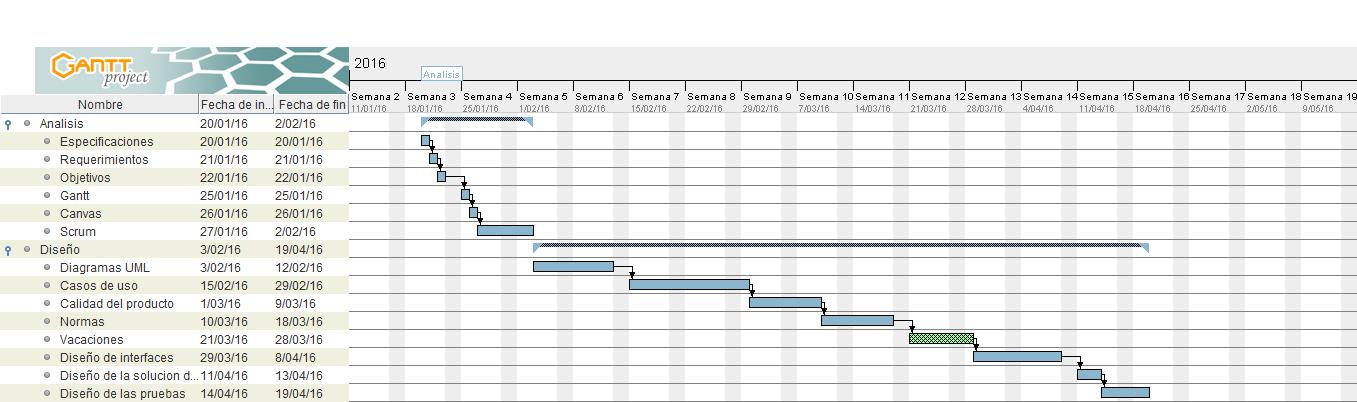 GANTT
project
2016
Analisis
Semana 2 Semana 3 Semana 4 Semana 5 Semana 6 Semana 7 Semana 8 Semana 9 Semana 10 Semana 11 Semana 12 Semana 13 Semana 14 Semana 15 Semana 16 Semana 17 Semana 18 Semana 19
11/01/16 18/01/16 25/01/16 1/02/16 8/02/16 15/02/16 22/02/16 29/02/16 7/03/16 14/03/16 21/03/16 28/03/16 4/04/16 11/04/16 18/04/16 25/04/16 2/05/16 9/05/16
Nombre Fecha de in... Fecha de fin
Analisis 20/01/16 2/02/16
Especificaciones 20/01/16 20/01/16
Requerimientos 21/01/16 21/01/16
Objetivos 22/01/16 22/01/16
Gantt 25/01/16 25/01/16
Canvas 26/01/16 26/01/16
Scrum 27/01/16 2/02/16
Diseño 3/02/16 19/04/16
Diagramas UML 3/02/16 12/02/16
Casos de uso 15/02/16 29/02/16
Calidad del producto 1/03/16 9/03/16
Normas 10/03/16 18/03/16
Vacaciones 21/03/16 28/03/16
Diseño de interfaces 29/03/16 8/04/16
Diseño de la solucion d... 11/04/16 13/04/16
Diseño de las pruebas 14/04/16 19/04/16